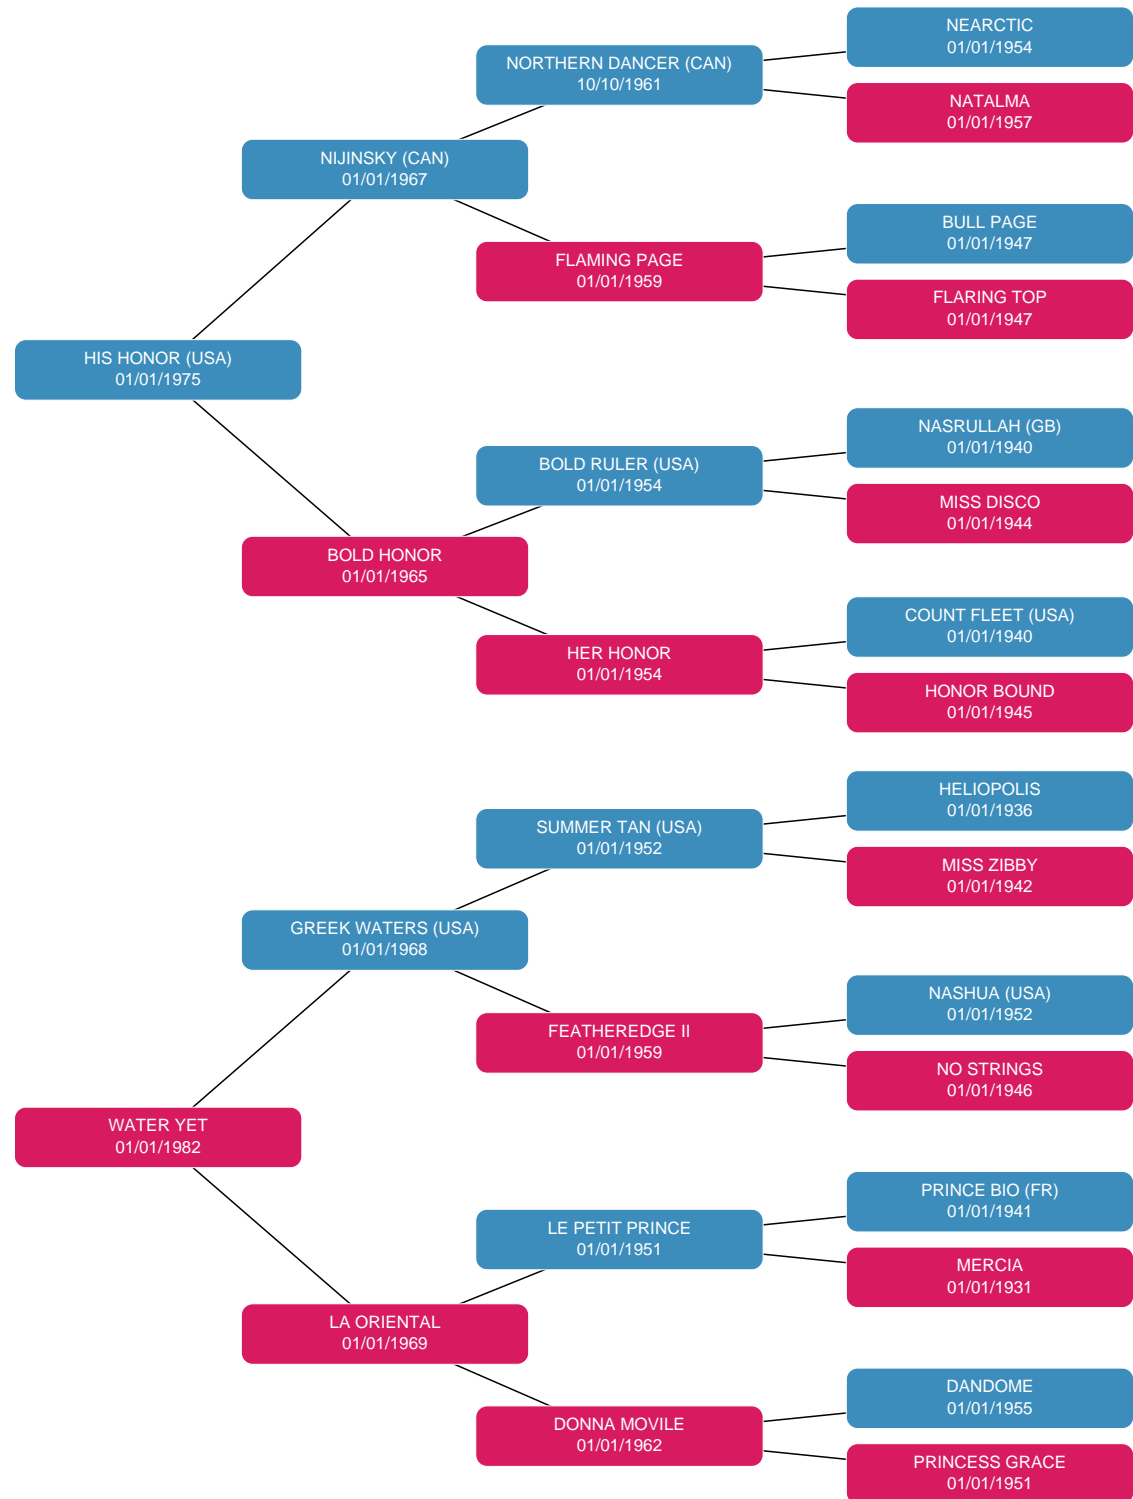 NEARCTIC
01/01/1954
NORTHERN DANCER (CAN)
10/10/1961
NATALMA
01/01/1957
NIJINSKY (CAN)
01/01/1967
BULL PAGE
01/01/1947
FLAMING PAGE
01/01/1959
FLARING TOP
01/01/1947
HIS HONOR (USA)
01/01/1975
NASRULLAH (GB)
01/01/1940
BOLD RULER (USA)
01/01/1954
MISS DISCO
01/01/1944
BOLD HONOR
01/01/1965
COUNT FLEET (USA)
01/01/1940
HER HONOR
01/01/1954
HONOR BOUND
01/01/1945
HELIOPOLIS
01/01/1936
SUMMER TAN (USA)
01/01/1952
MISS ZIBBY
01/01/1942
GREEK WATERS (USA)
01/01/1968
NASHUA (USA)
01/01/1952
FEATHEREDGE II
01/01/1959
NO STRINGS
01/01/1946
WATER YET
01/01/1982
PRINCE BIO (FR)
01/01/1941
LE PETIT PRINCE
01/01/1951
MERCIA
01/01/1931
LA ORIENTAL
01/01/1969
DANDOME
01/01/1955
DONNA MOVILE
01/01/1962
PRINCESS GRACE
01/01/1951